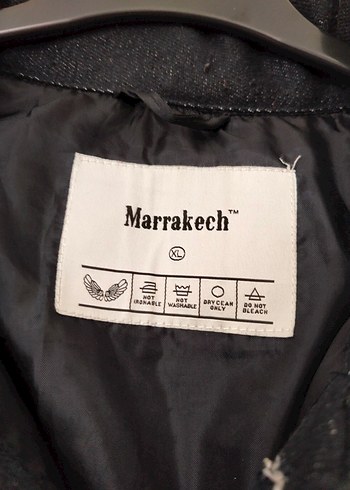 Marrakech™
XL
NOT IRONABLE
NOT WASHABLE
DRYCEAN ONLY
DO NOT BLEACH